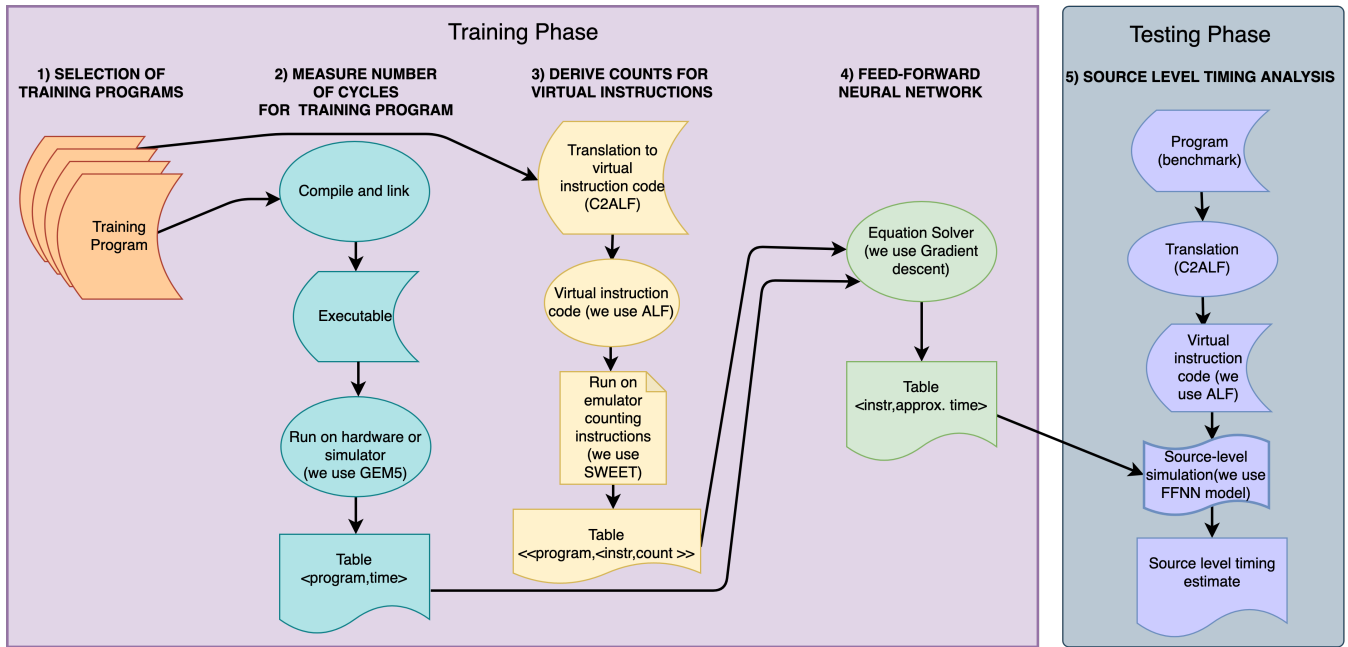 Training Phase
1) SELECTION OF
TRAINING PROGRAMS
2) MEASURE NUMBER
OF CYCLES
FOR TRAINING PROGRAM
3) DERIVE COUNTS FOR
VIRTUAL INSTRUCTIONS
4) FEED-FORWARD
NEURAL NETWORK
Training
Program
Compile and link
Executable
Run on hardware or
simulator
(we use GEM5)
Table
<program,time>
Translation to
virtual
instruction code
(C2ALF)
Virtual instruction
code (we use ALF)
Run on
emulator
counting
instructions
(we use
SWEET)
Table
<<program,<instr,count >>
Equation Solver
(we use Gradient
descent)
Table
<instr,approx. time>
Testing Phase
5) SOURCE LEVEL TIMING ANALYSIS
Program
(benchmark)
Translation
(C2ALF)
Virtual
instruction
code (we
use ALF)
Source-level
simulation(we use
FFNN model)
Source level timing
estimate